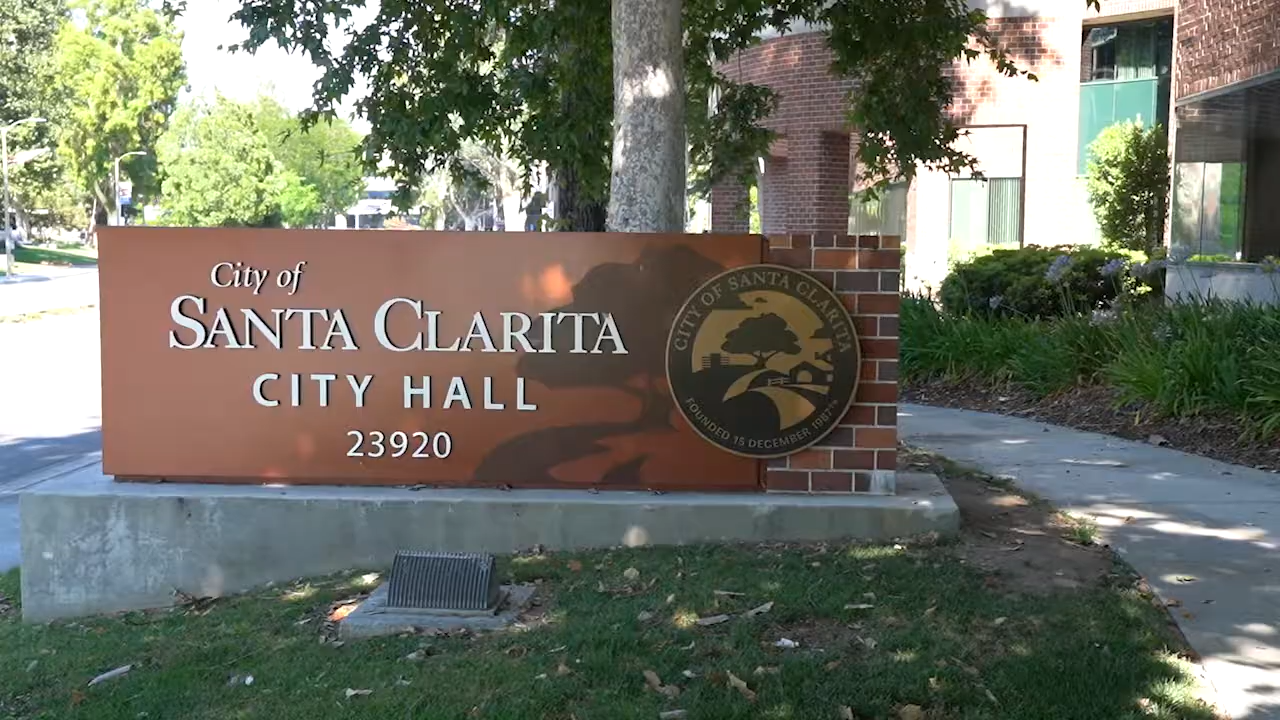 City of
SANTA CLARITA
CITY HALL
23920
CITY OF SANTA CLARITA
FOUNDED 15 DECEMBER 1987